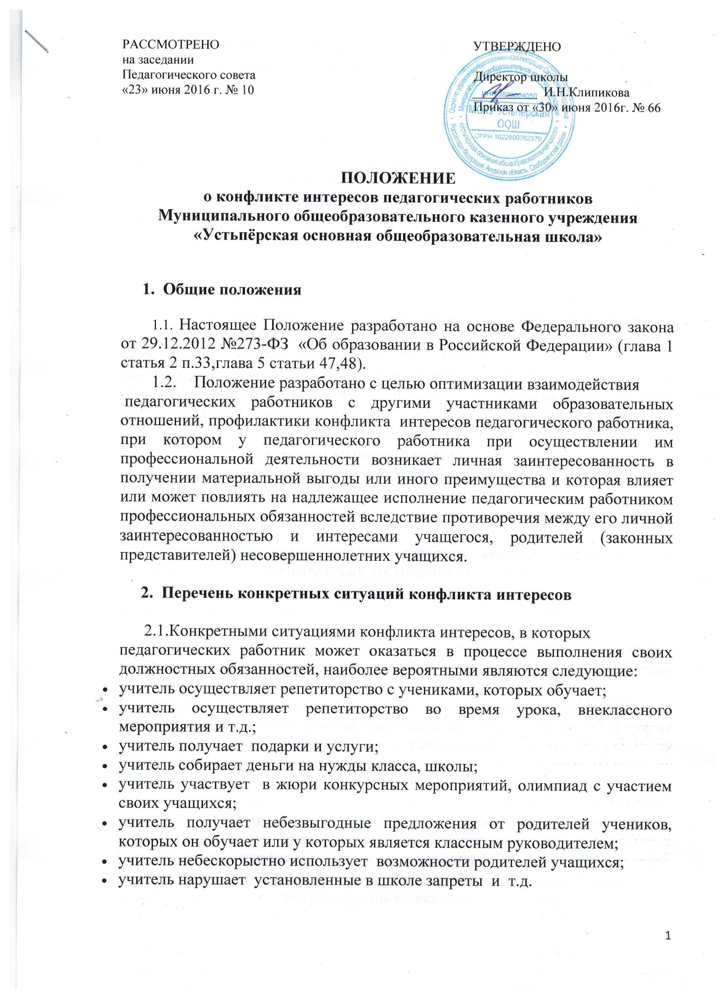 РАССМОТРЕНО
на заседании
Педагогического совета
«23» июня 2016 г. № 10
УТВЕРЖДЕНО
Директор школы
И.Н.Клипикова
Приказ от «30» июня 2016г. № 66
МОКУ Устьпёрская
ООШ
ОГРН 1022800762379
«Устьпёрская основная общеобразовательная школа»
Российская Федерация, Амурская область, Свободненский район
ПОЛОЖЕНИЕ
о конфликте интересов педагогических работников
Муниципального общеобразовательного казенного учреждения
«Устьпёрская основная общеобразовательная школа»
1. Общие положения
1.1. Настоящее Положение разработано на основе Федерального закона
от 29.12.2012 №273-ФЗ «Об образовании в Российской Федерации» (глава 1
статья 2 п.33,глава 5 статьи 47,48).
1.2. Положение разработано с целью оптимизации взаимодействия
педагогических работников с другими участниками образовательных
отношений, профилактики конфликта интересов педагогического работника,
при котором у педагогического работника при осуществлении им
профессиональной деятельности возникает личная заинтересованность в
получении материальной выгоды или иного преимущества и которая влияет
или может повлиять на надлежащее исполнение педагогическим работником
профессиональных обязанностей вследствие противоречия между его личной
заинтересованностью и интересами учащегося, родителей (законных
представителей) несовершеннолетних учащихся.
2. Перечень конкретных ситуаций конфликта интересов
2.1.Конкретными ситуациями конфликта интересов, в которых
педагогических работник может оказаться в процессе выполнения своих
должностных обязанностей, наиболее вероятными являются следующие:
• учитель осуществляет репетиторство с учениками, которых обучает;
• учитель осуществляет репетиторство во время урока, внеклассного
мероприятия и т.д.;
• учитель получает подарки и услуги;
• учитель собирает деньги на нужды класса, школы;
• учитель участвует в жюри конкурсных мероприятий, олимпиад с участием
своих учащихся;
• учитель получает небезвыгодные предложения от родителей учеников,
которых он обучает или у которых является классным руководителем;
• учитель небескорыстно использует возможности родителей учащихся;
• учитель нарушает установленные в школе запреты и т.д.
1